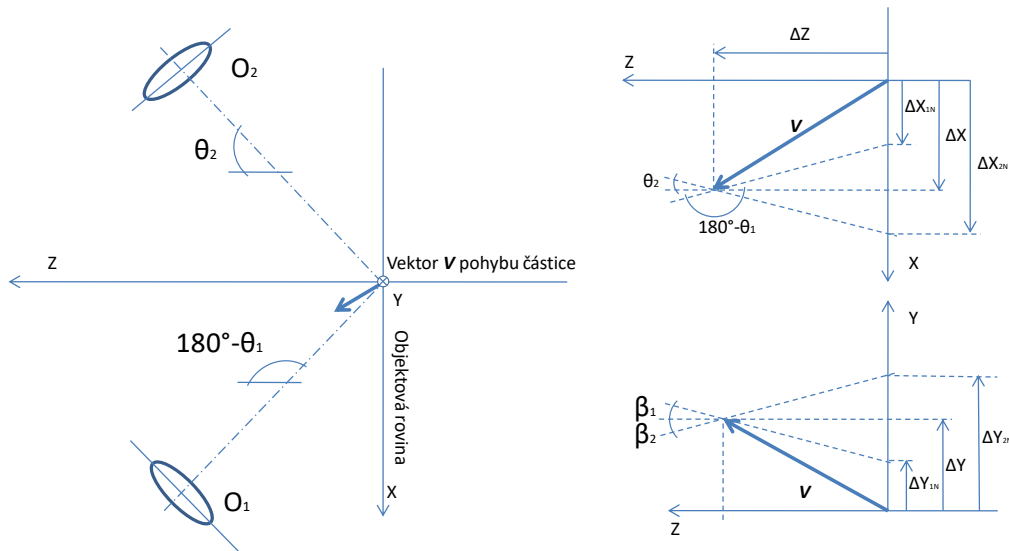 O2
θ2
Z
Vektor V pohybu částice
Y
180°-θ1
Objektová rovina
X
O1
ΔZ
Z
ΔX1N
V
ΔX
ΔX2N
θ2
180°-θ1
X
Y
β1
β2
ΔY2N
ΔY
ΔY1N
V
Z